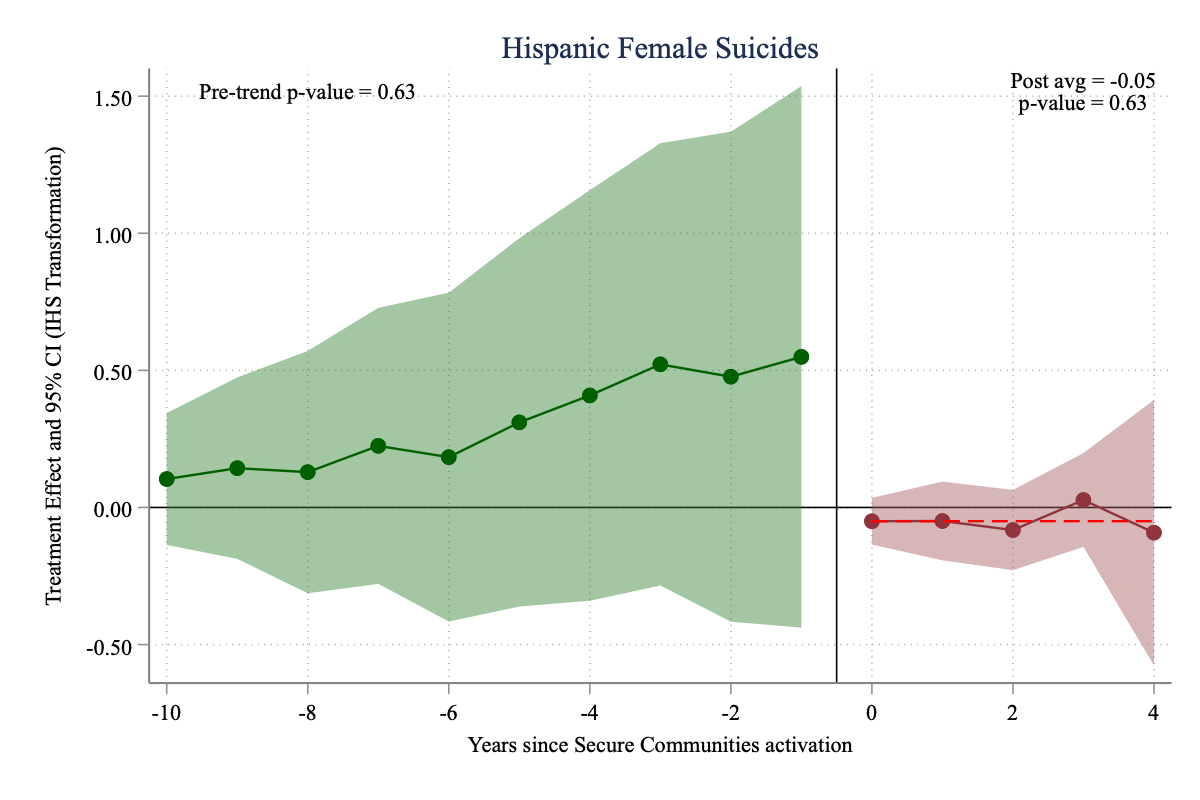 Hispanic Female Suicides
Pre-trend p-value = 0.63
Post avg = -0.05
p-value = 0.63
Treatment Effect and 95% CI (IHS Transformation)
1.50
1.00
0.50
0.00
-0.50
-10
-8
-6
-4
-2
0
2
4
Years since Secure Communities activation